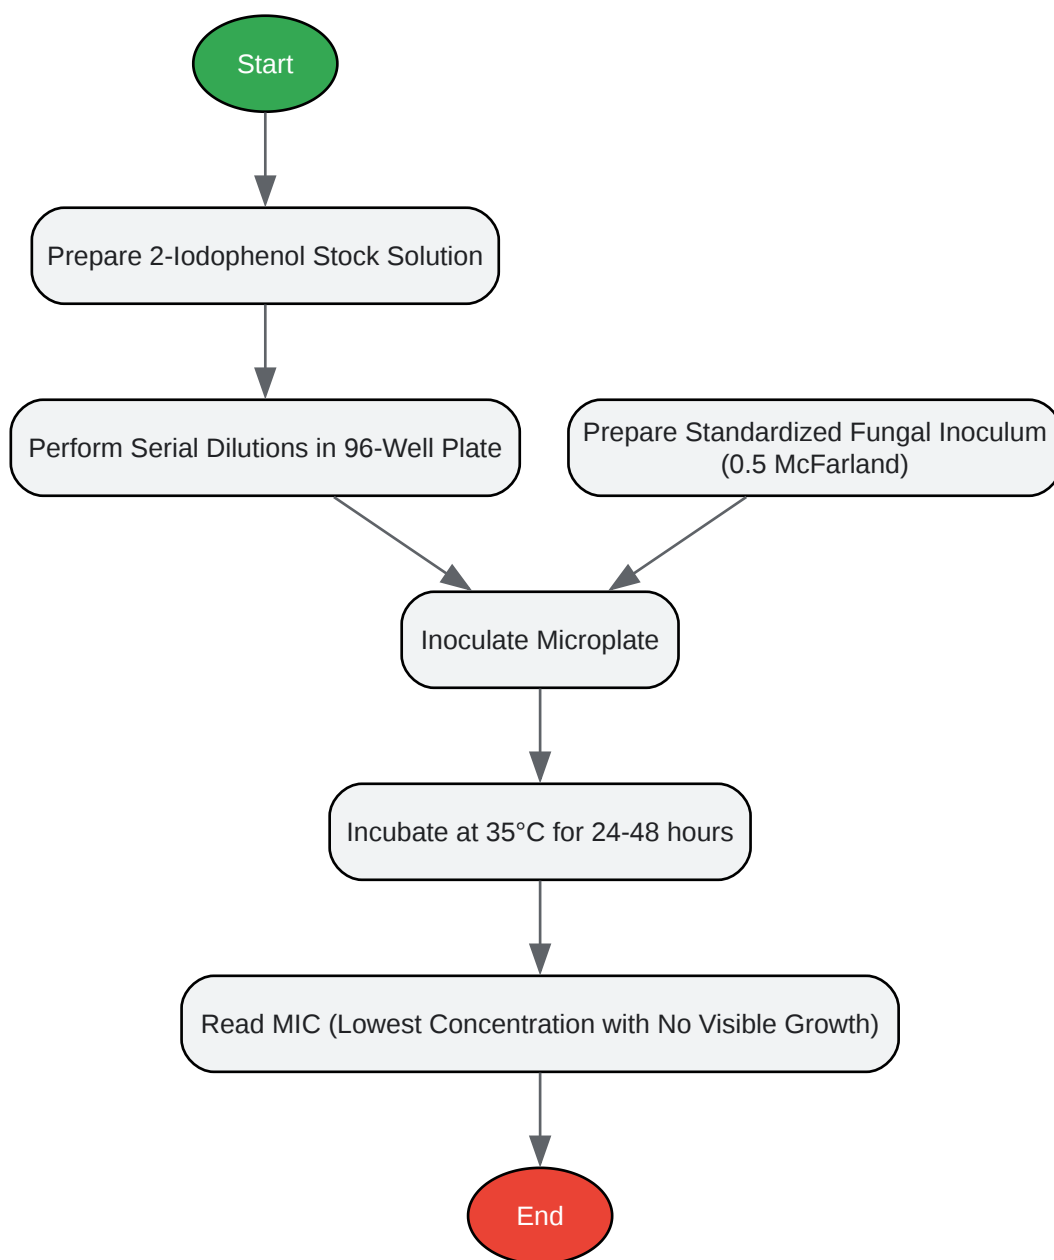 Start
Prepare 2-Iodophenol Stock Solution
Perform Serial Dilutions in 96-Well Plate
Prepare Standardized Fungal Inoculum
(0.5 McFarland)
Inoculate Microplate
Incubate at 35°C for 24-48 hours
Read MIC (Lowest Concentration with No Visible Growth)
End